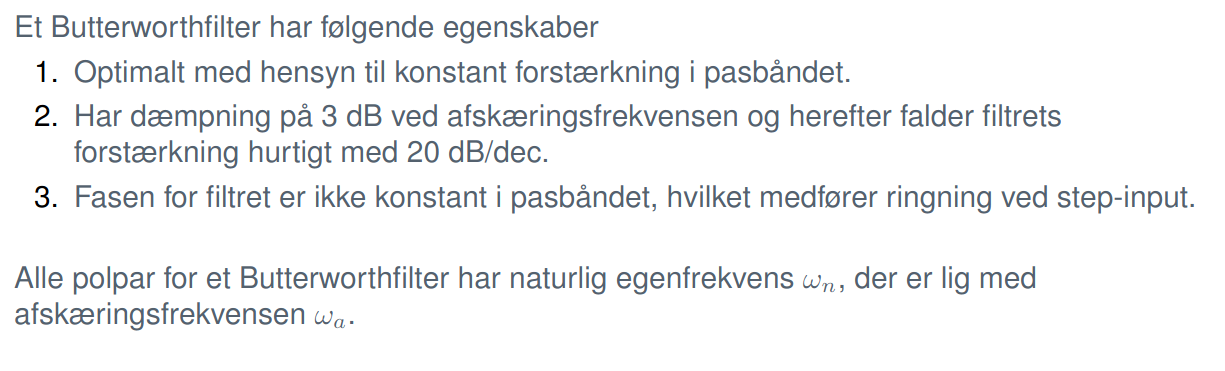 Et Butterworthfilter har følgende egenskaber
1. Optimalt med hensyn til konstant forstærkning i pasbåndet.
2. Har dæmpning på 3 dB ved afskæringsfrekvensen og herefter falder filtrets
forstærkning hurtigt med 20 dB/dec.
3. Fasen for filtret er ikke konstant i pasbåndet, hvilket medfører ringning ved step-input.
Alle polpar for et Butterworthfilter har naturlig egenfrekvens ωₙ, der er lig med
afskæringsfrekvensen ωₐ.